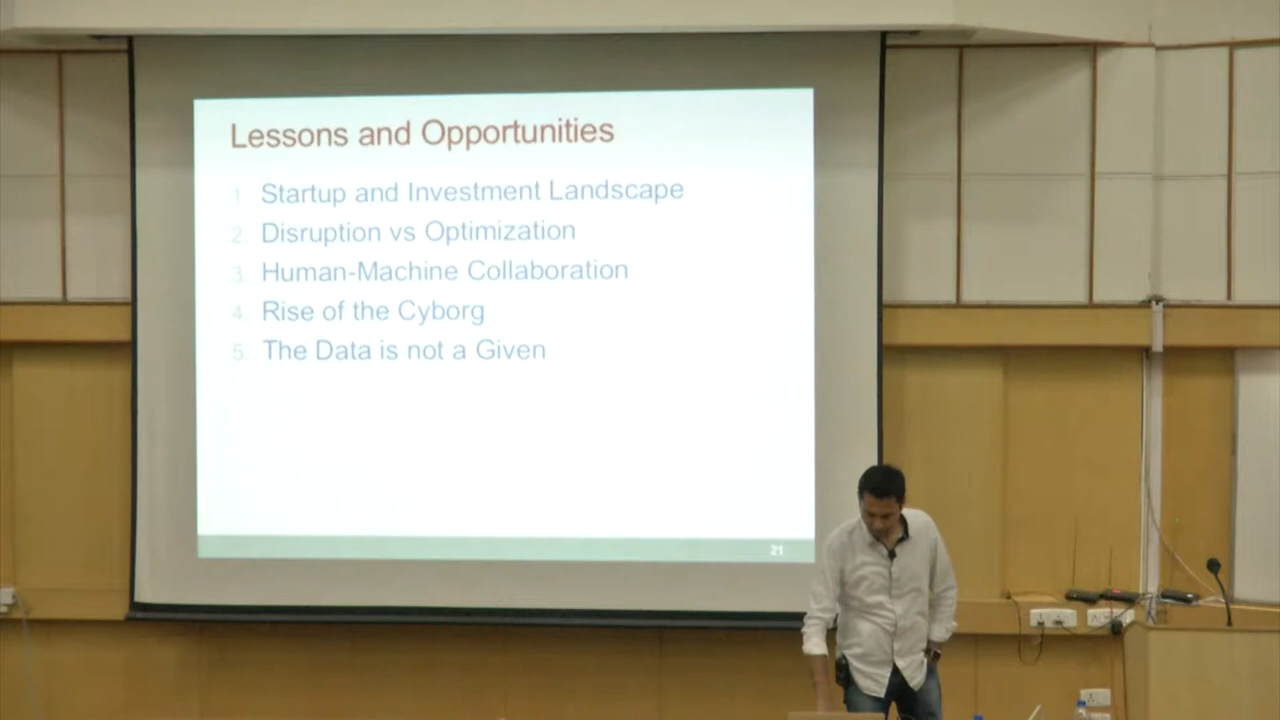 Lessons and Opportunities
1. Startup and Investment Landscape
2. Disruption vs Optimization
3. Human-Machine Collaboration
4. Rise of the Cyborg
5. The Data is not a Given
21